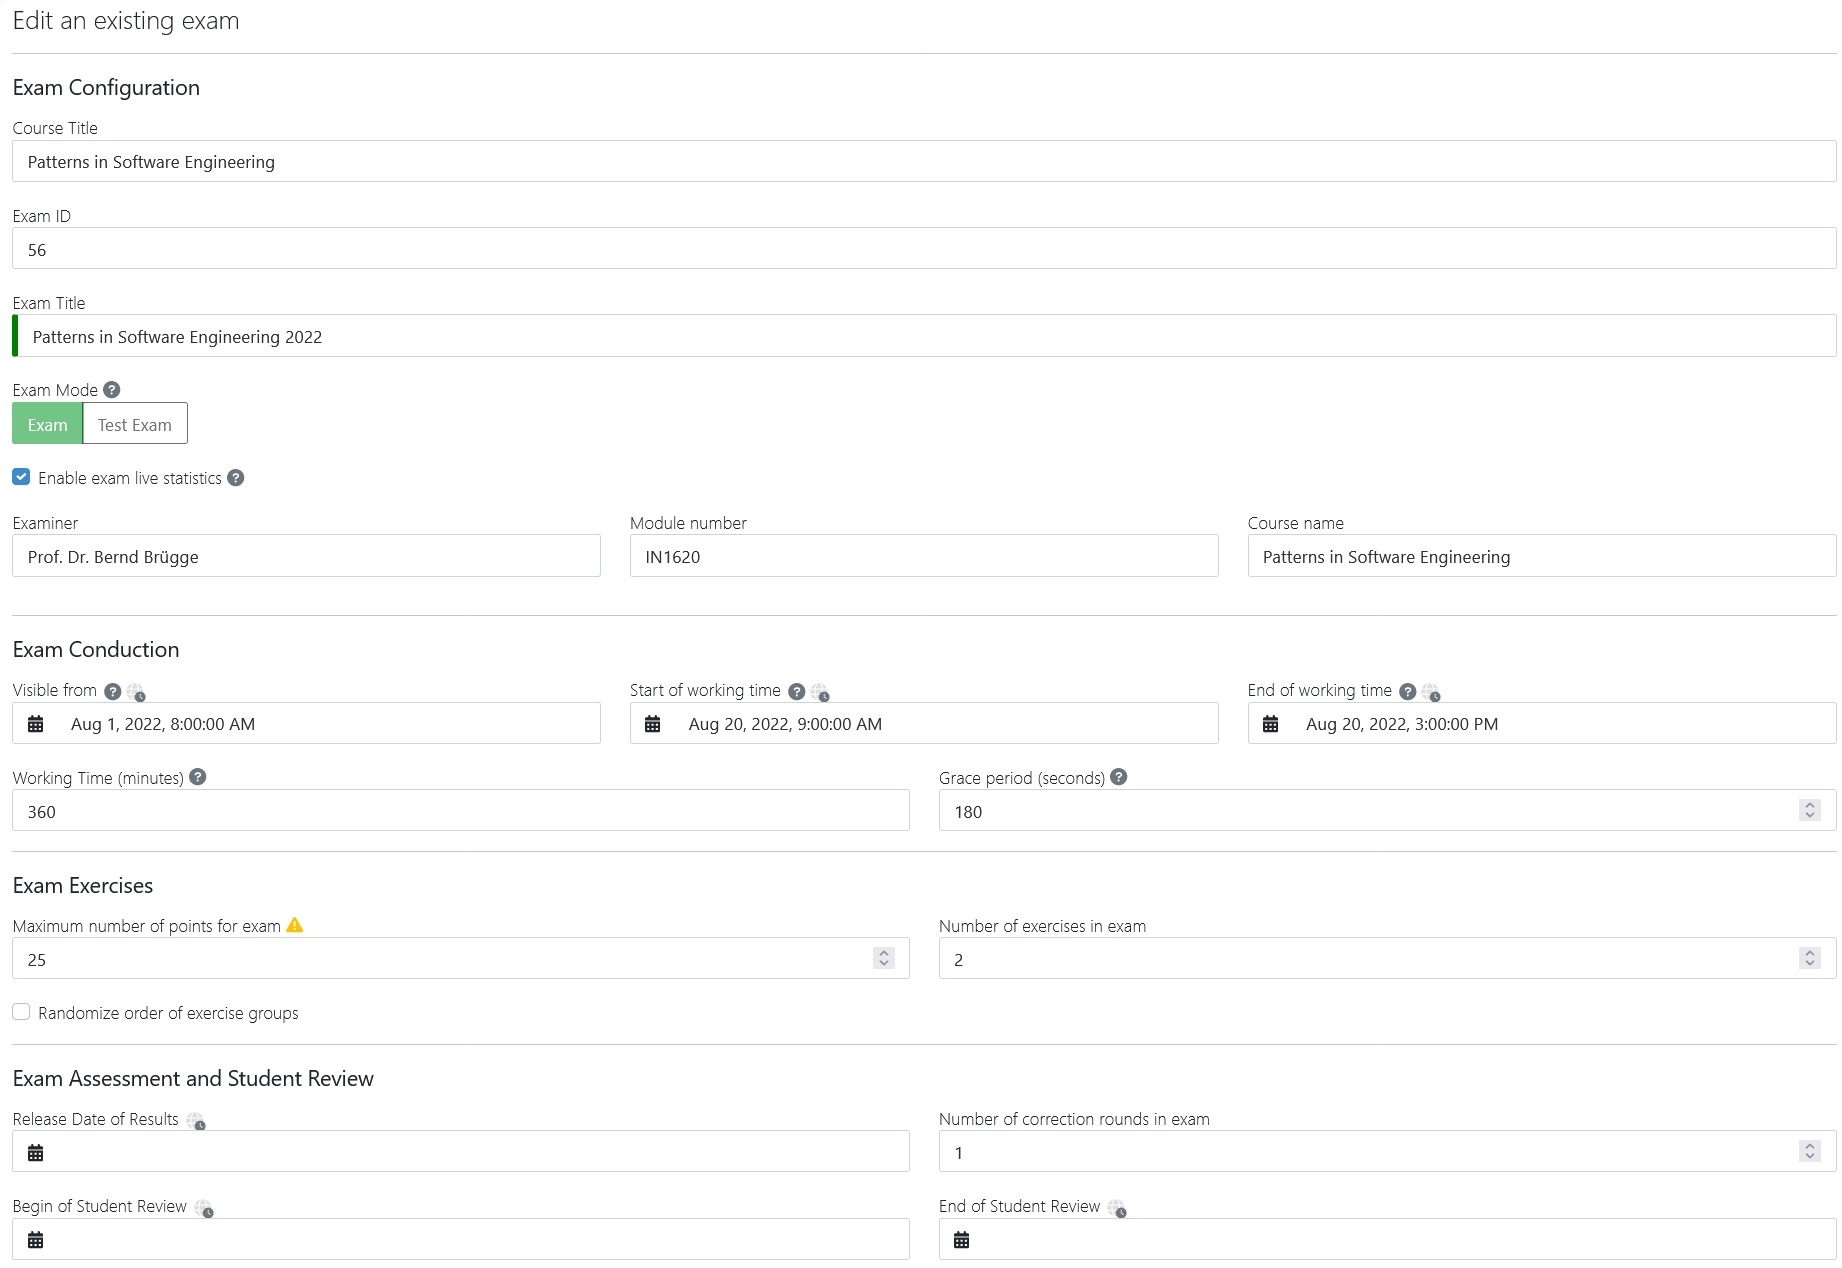 Edit an existing exam
Exam Configuration
Course Title
Patterns in Software Engineering
Exam ID
56
Exam Title
Patterns in Software Engineering 2022
Exam Mode ?
Exam Test Exam
Enable exam live statistics ?
Examiner Module number Course name
Prof. Dr. Bernd Brügge IN1620 Patterns in Software Engineering
Exam Conduction
Visible from ? Start of working time ? End of working time ?
Aug 1, 2022, 8:00:00 AM Aug 20, 2022, 9:00:00 AM Aug 20, 2022, 3:00:00 PM
Working Time (minutes) ? Grace period (seconds) ?
360 180
Exam Exercises
Maximum number of points for exam Number of exercises in exam
25 2
Randomize order of exercise groups
Exam Assessment and Student Review
Release Date of Results Number of correction rounds in exam
1
Begin of Student Review End of Student Review